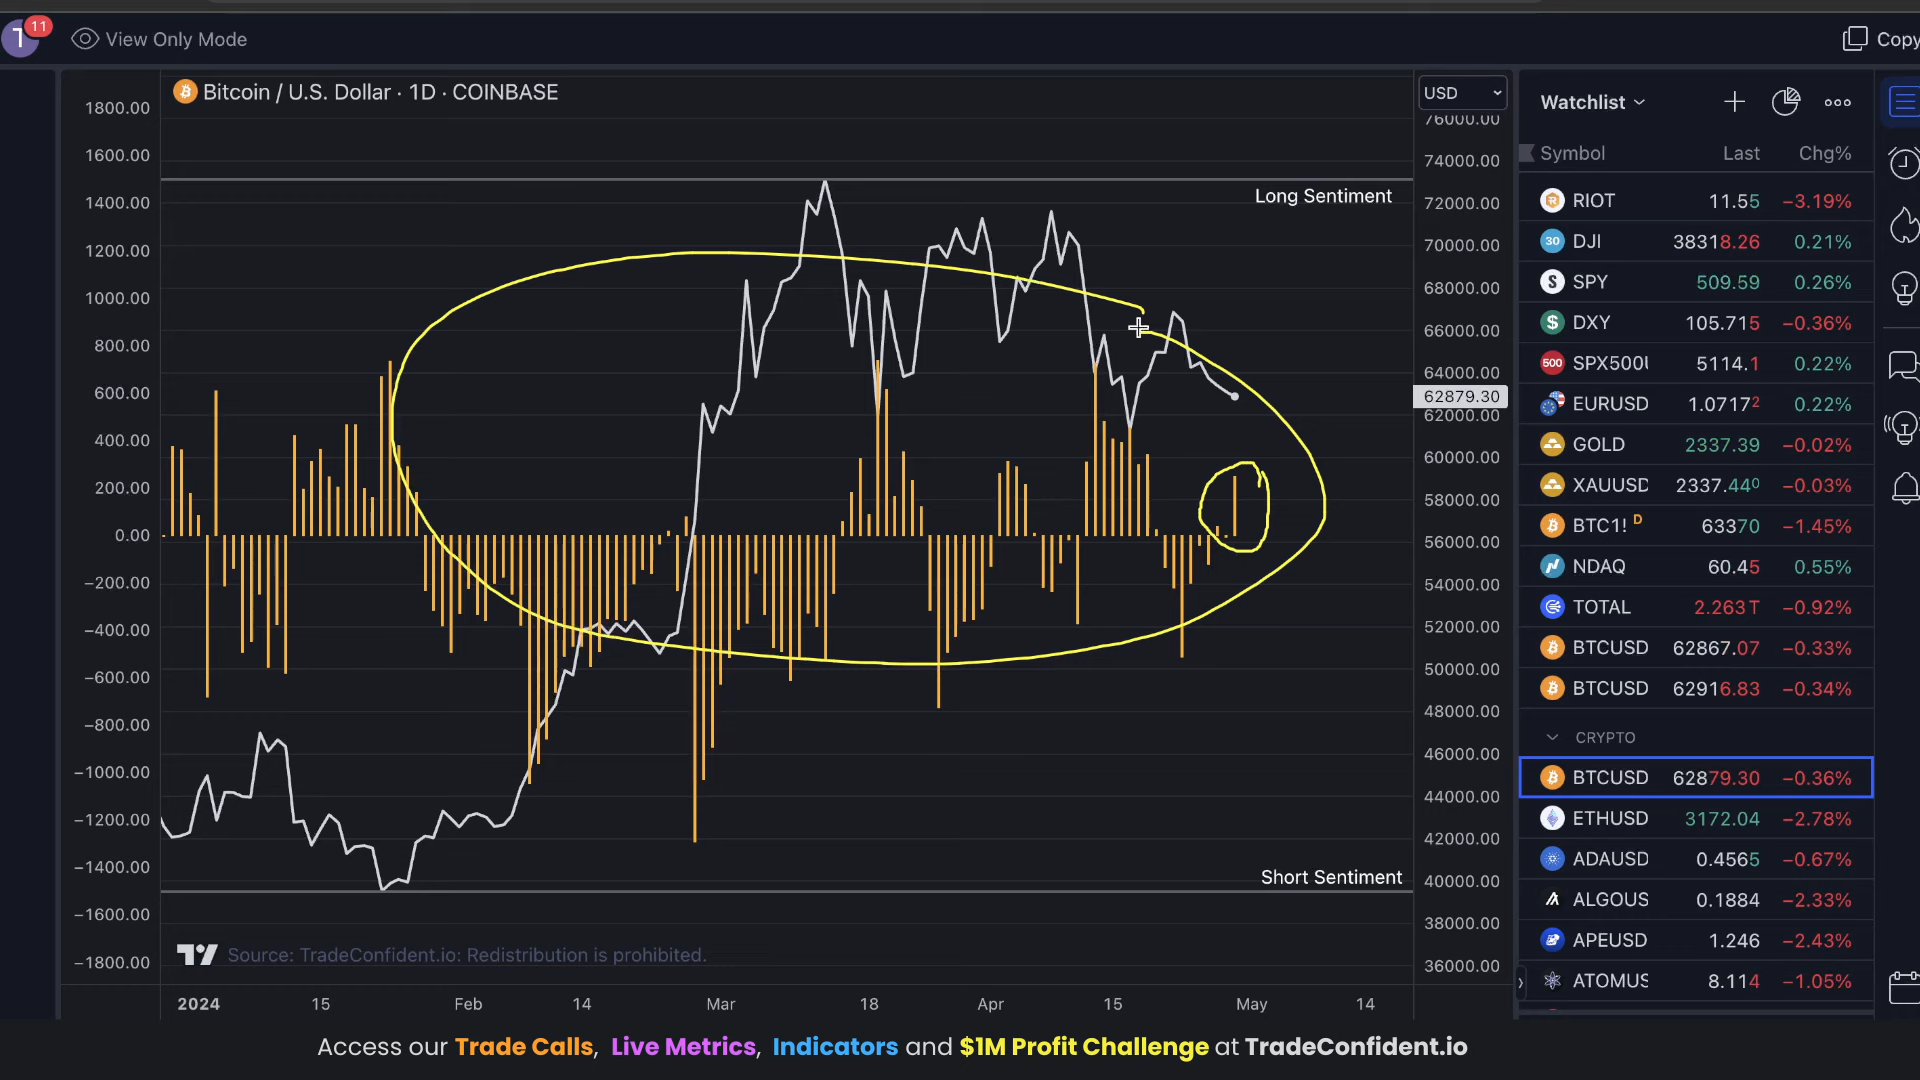 T 11 View Only Mode Copy
Bitcoin / U.S. Dollar · 1D · COINBASE
USD
Long Sentiment
Short Sentiment
1800.00
1600.00
1400.00
1200.00
1000.00
800.00
600.00
400.00
200.00
0.00
−200.00
−400.00
−600.00
−800.00
−1000.00
−1200.00
−1400.00
−1600.00
−1800.00
76000.00
74000.00
72000.00
70000.00
68000.00
66000.00
64000.00
62879.30
62000.00
60000.00
58000.00
56000.00
54000.00
52000.00
50000.00
48000.00
46000.00
44000.00
42000.00
40000.00
38000.00
36000.00
Source: TradeConfident.io: Redistribution is prohibited.
2024 15 Feb 14 Mar 18 Apr 15 May 14
Watchlist
Symbol Last Chg%
RIOT 11.55 −3.19%
30 DJI 38318.26 0.21%
S SPY 509.59 0.26%
$ DXY 105.715 −0.36%
500 SPX500U 5114.1 0.22%
EURUSD 1.07172 0.22%
GOLD 2337.39 −0.02%
XAUUSD 2337.440 −0.03%
BTC1! D 63370 −1.45%
NDAQ 60.45 0.55%
TOTAL 2.263T −0.92%
BTCUSD 62867.07 −0.33%
BTCUSD 62916.83 −0.34%
CRYPTO
BTCUSD 62879.30 −0.36%
ETHUSD 3172.04 −2.78%
ADAUSD 0.4565 −0.67%
ALGOUS 0.1884 −2.33%
APEUSD 1.246 −2.43%
ATOMUS 8.114 −1.05%
Access our Trade Calls, Live Metrics, Indicators and $1M Profit Challenge at TradeConfident.io